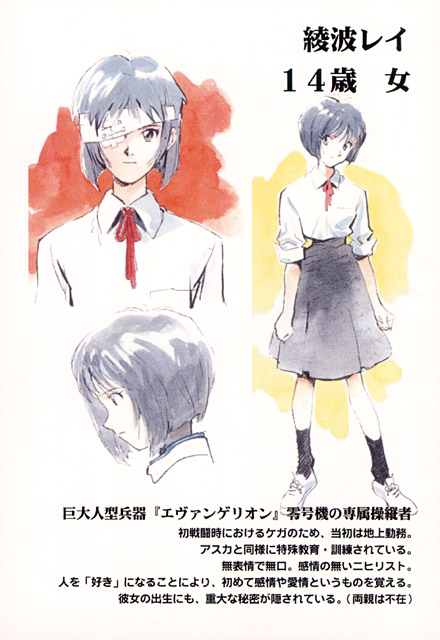 綾波レイ
１４歳　女
巨大人型兵器『エヴァンゲリオン』零号機の専属操縦者
初戦闘時におけるケガのため、当初は地上勤務。
アスカと同様に特殊教育・訓練されている。
無表情で無口。感情の無いニヒリスト。
人を「好き」になることにより、初めて感情や愛情というものを覚える。
彼女の出生にも、重大な秘密が隠されている。（両親は不在）